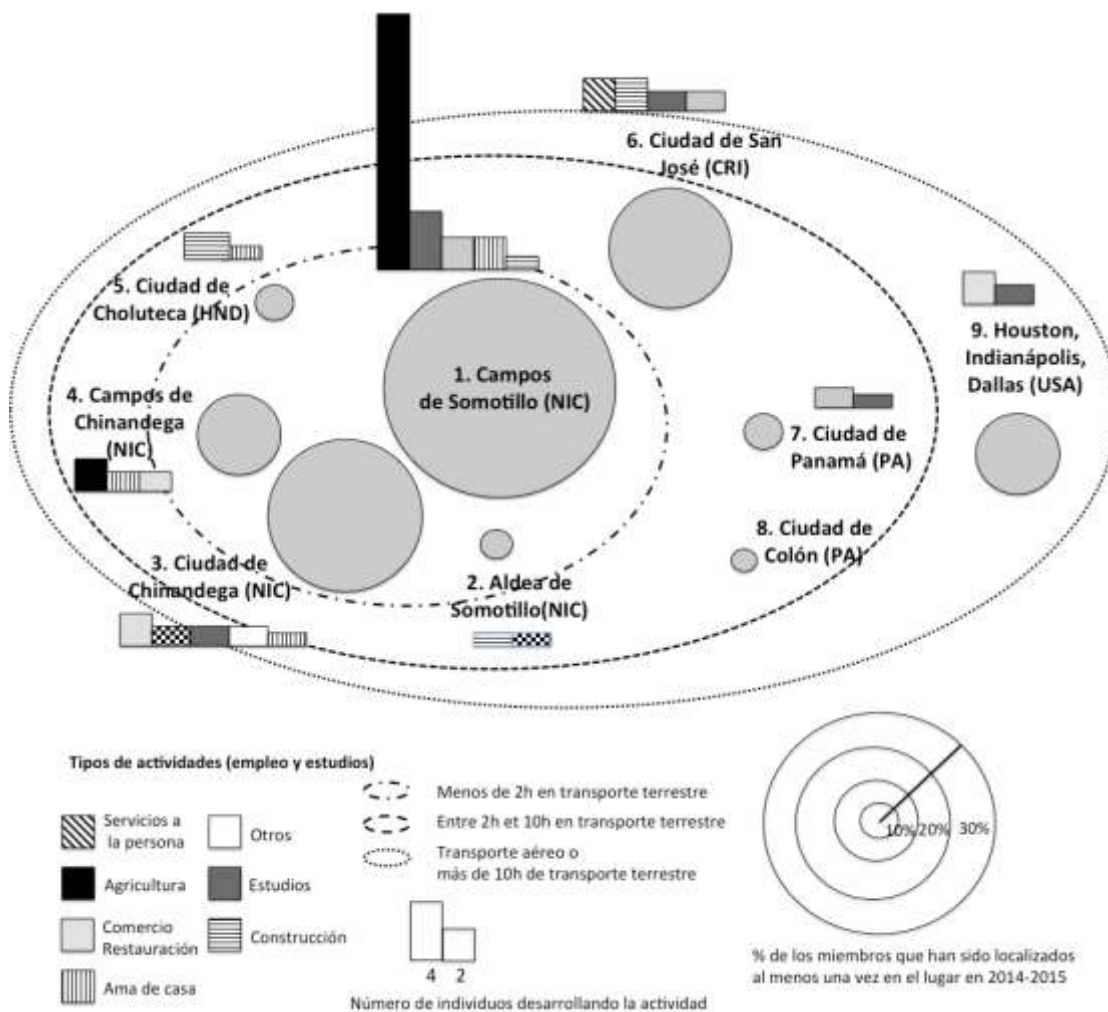 6. Ciudad de San
José (CRI)
5. Ciudad de
Choluteca (HND)
9. Houston,
Indianápolis,
Dallas (USA)
1. Campos
de Somotillo (NIC)
4. Campos de
Chinandega
(NIC)
7. Ciudad de
Panamá (PA)
8. Ciudad de
Colón (PA)
3. Ciudad de
Chinandega (NIC)
2. Aldea de
Somotillo(NIC)
Tipos de actividades (empleo y estudios)
Servicios a
la persona
Otros
Agricultura
Estudios
Comercio
Restauración
Construcción
Ama de casa
Menos de 2h en transporte terrestre
Entre 2h et 10h en transporte terrestre
Transporte aéreo o
más de 10h de transporte terrestre
4 2
Número de individuos desarrollando la actividad
10% 20% 30%
% de los miembros que han sido localizados
al menos una vez en el lugar en 2014-2015